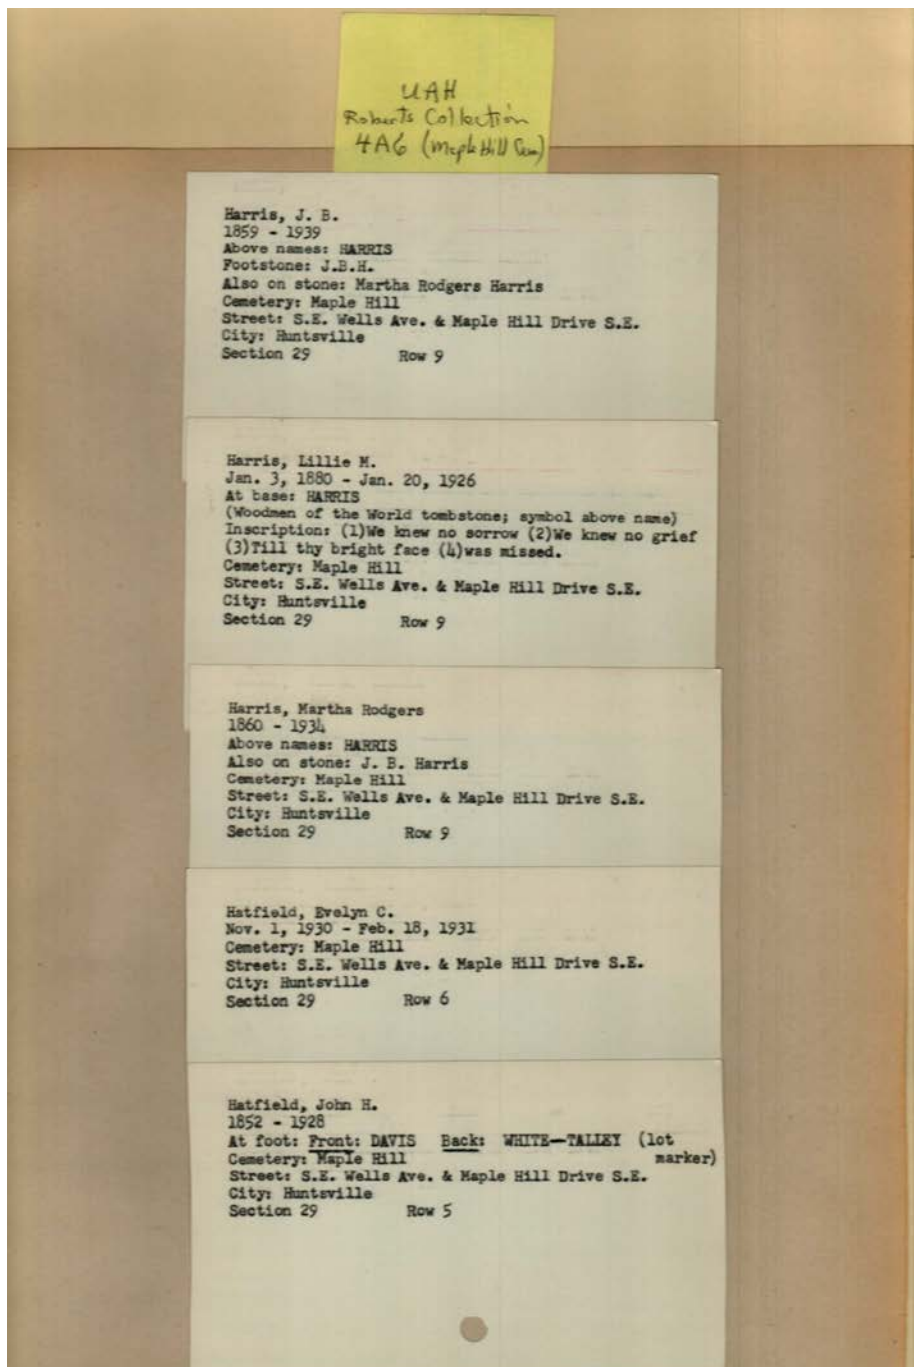 UAH
Roberts Collection
4A6 (Maple Hill Cem)
Harris, J. B.
1859 - 1939
Above names: HARRIS
Footstone: J.B.H.
Also on stone: Martha Rodgers Harris
Cemetery: Maple Hill
Street: S.E. Wells Ave. & Maple Hill Drive S.E.
City: Huntsville
Section 29 Row 9
Harris, Lillie M.
Jan. 3, 1880 - Jan. 20, 1926
At base: HARRIS
(Woodmen of the World tombstone; symbol above name)
Inscription: (1)We knew no sorrow (2)We knew no grief
(3)Till thy bright face (4)was missed.
Cemetery: Maple Hill
Street: S.E. Wells Ave. & Maple Hill Drive S.E.
City: Huntsville
Section 29 Row 9
Harris, Martha Rodgers
1860 - 1934
Above names: HARRIS
Also on stone: J. B. Harris
Cemetery: Maple Hill
Street: S.E. Wells Ave. & Maple Hill Drive S.E.
City: Huntsville
Section 29 Row 9
Hatfield, Evelyn C.
Nov. 1, 1930 - Feb. 18, 1931
Cemetery: Maple Hill
Street: S.E. Wells Ave. & Maple Hill Drive S.E.
City: Huntsville
Section 29 Row 6
Hatfield, John H.
1852 - 1928
At foot: Front: DAVIS Back: WHITE—TALLEY (lot
Cemetery: Maple Hill marker)
Street: S.E. Wells Ave. & Maple Hill Drive S.E.
City: Huntsville
Section 29 Row 5